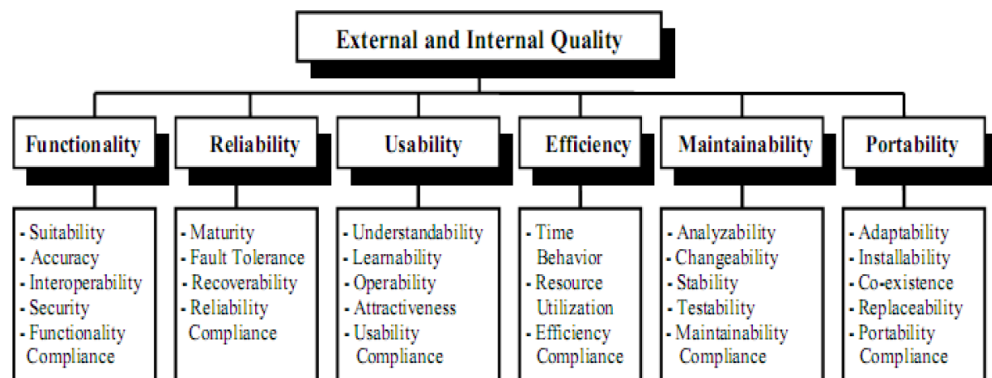 External and Internal Quality
Functionality
Reliability
Usability
Efficiency
Maintainability
Portability
- Suitability
- Accuracy
- Interoperability
- Security
- Functionality
Compliance
- Maturity
- Fault Tolerance
- Recoverability
- Reliability
Compliance
- Understandability
- Learnability
- Operability
- Attractiveness
- Usability
Compliance
- Time
Behavior
- Resource
Utilization
- Efficiency
Compliance
- Analyzability
- Changeability
- Stability
- Testability
- Maintainability
Compliance
- Adaptability
- Installability
- Co-existence
- Replaceability
- Portability
Compliance